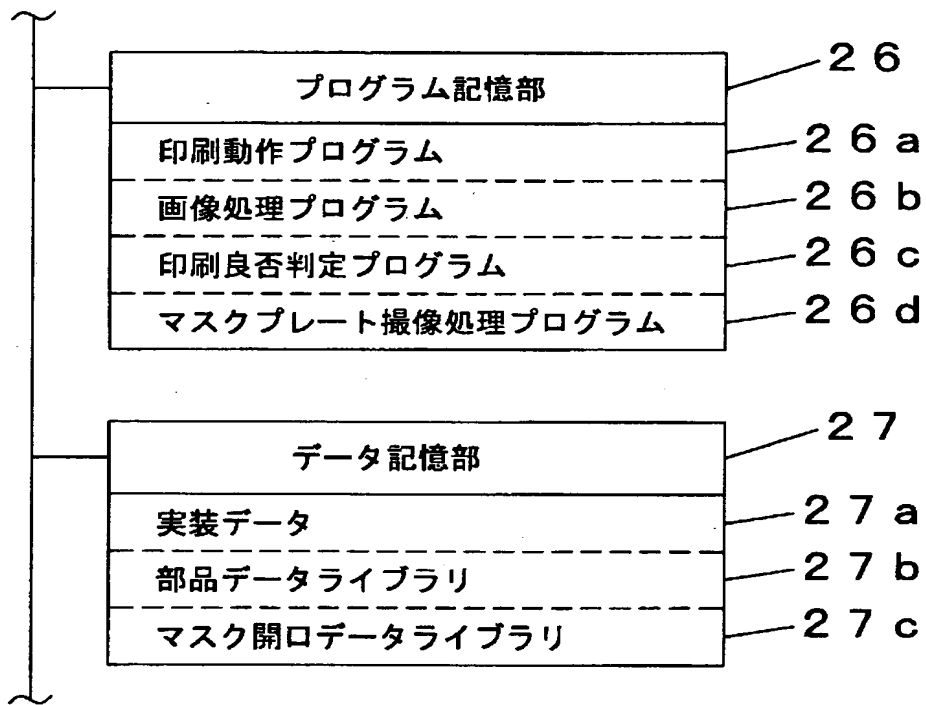 プログラム記憶部 26
印刷動作プログラム 26a
画像処理プログラム 26b
印刷良否判定プログラム 26c
マスクプレート撮像処理プログラム 26d
データ記憶部 27
実装データ 27a
部品データライブラリ 27b
マスク開口データライブラリ 27c